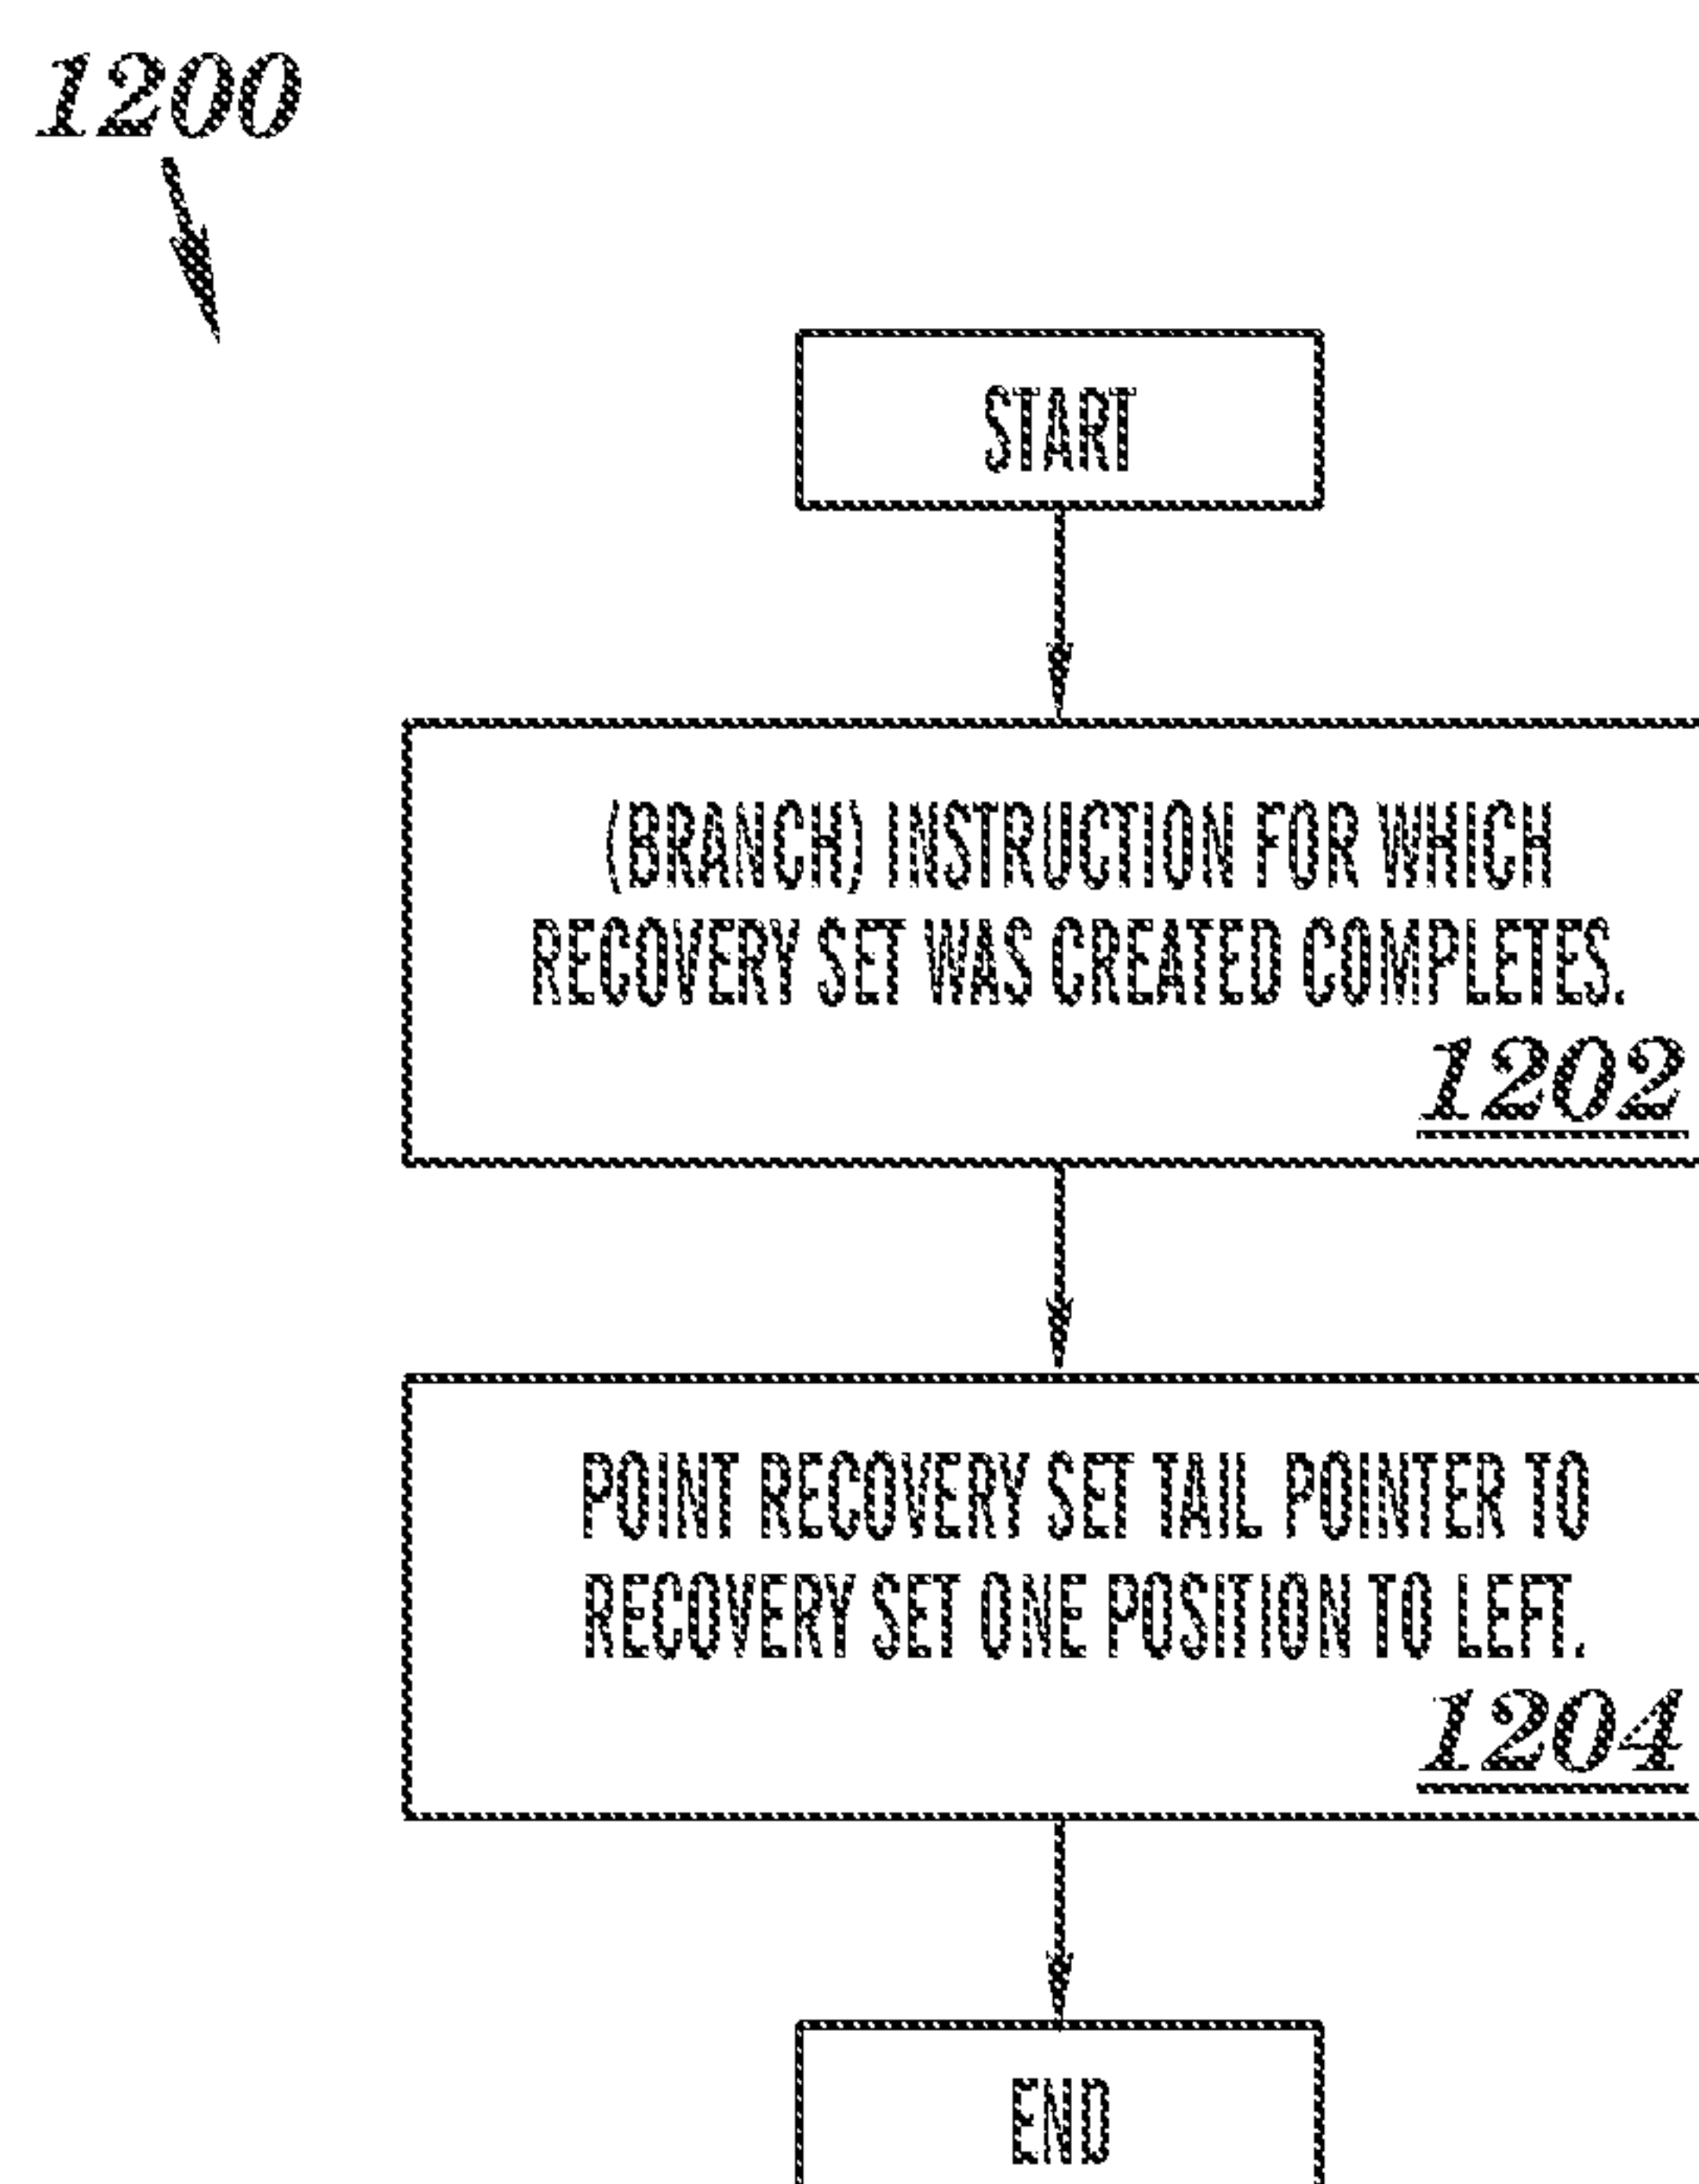 1200
START
(BRANCH) INSTRUCTION FOR WHICH
RECOVERY SET WAS CREATED COMPLETES.
1202
POINT RECOVERY SET TAIL POINTER TO
RECOVERY SET ONE POSITION TO LEFT.
1204
END